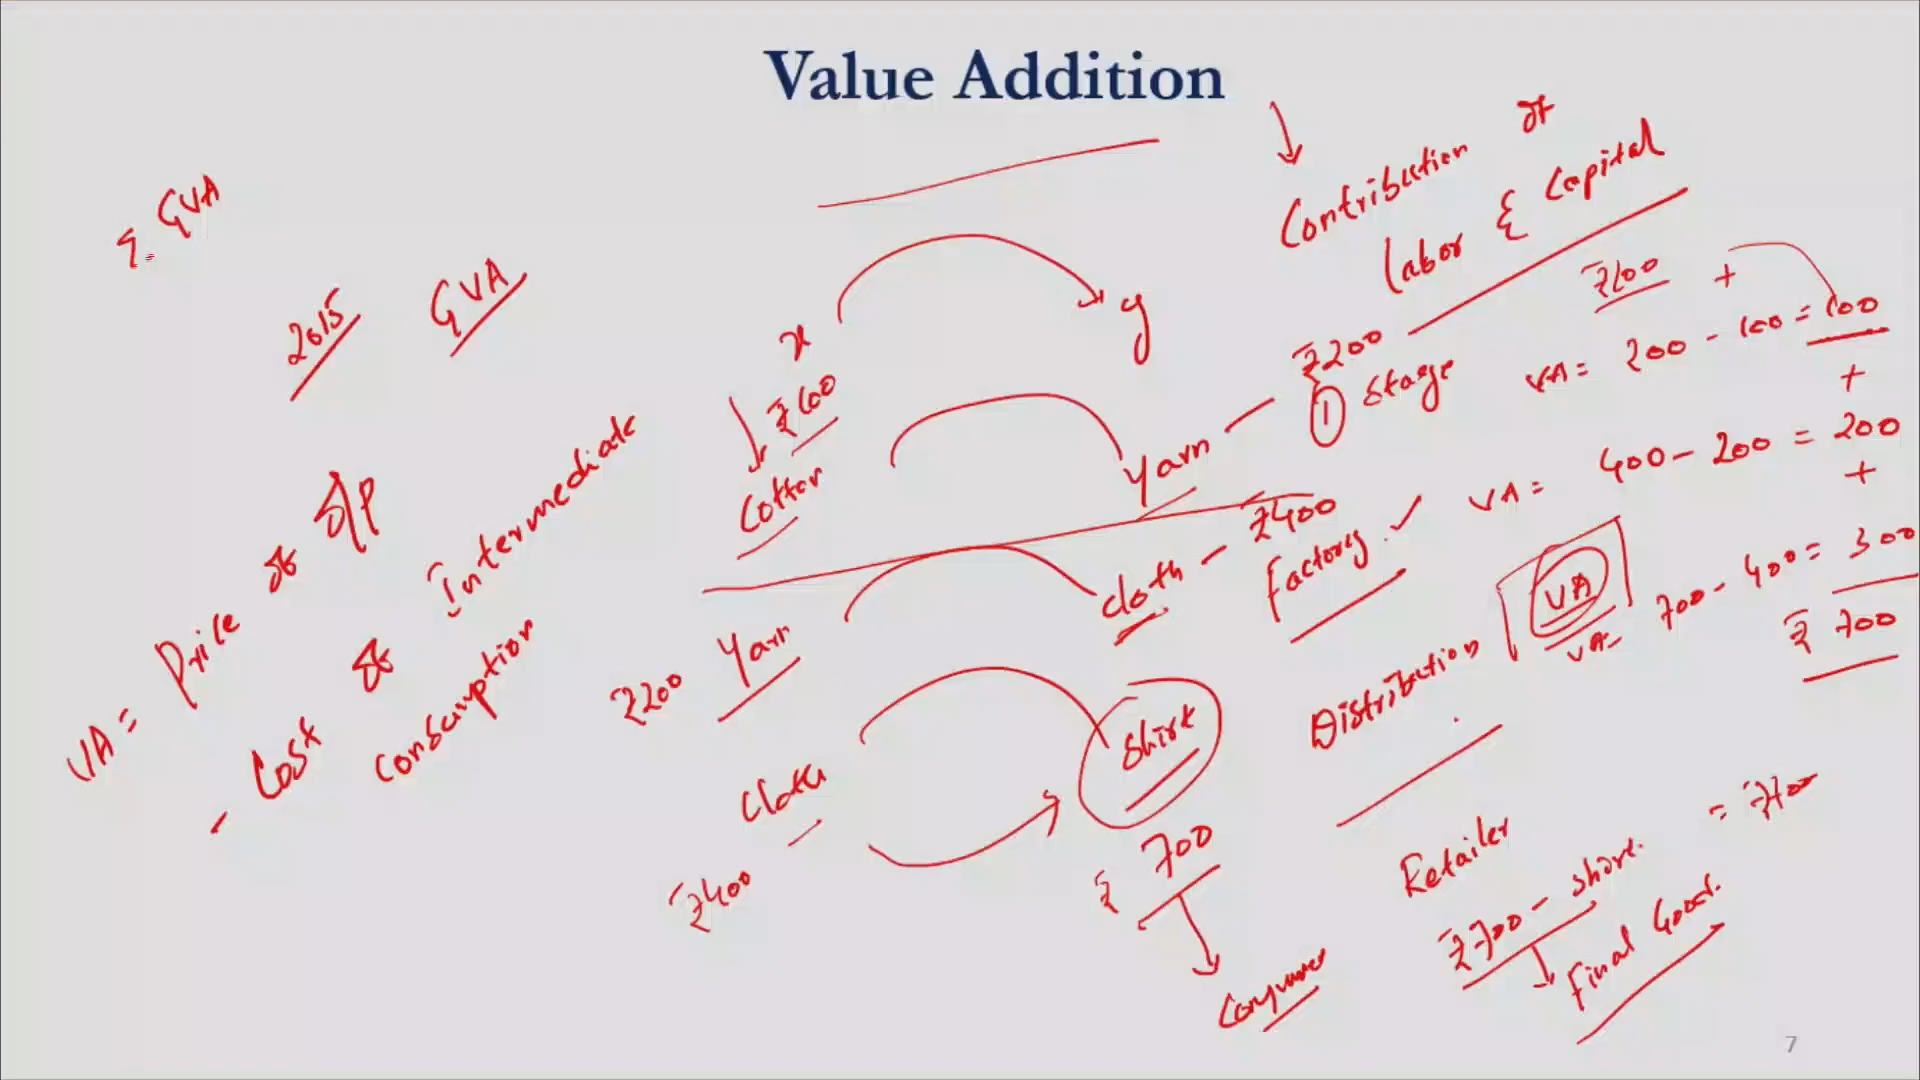 Value Addition
Contribution of
Labor & Capital
Σ GVA
2015 GVA
x y
₹100 ₹200 ₹100 +
Cotton Yarn
① Stage VA = 200 - 100 = 100
+
₹400 VA = 400 - 200 = 200
+
₹200 Yarn Cloth - Factory ✓
VA
VA = 700 - 400 = 300
₹ 700
Distribution
VA = Price of O/P
- Cost of Intermediate
Consumption
Cloth Shirt
₹400 ₹ 700
Consumer
Retailer
₹700 - = ₹700
Final Good.
7